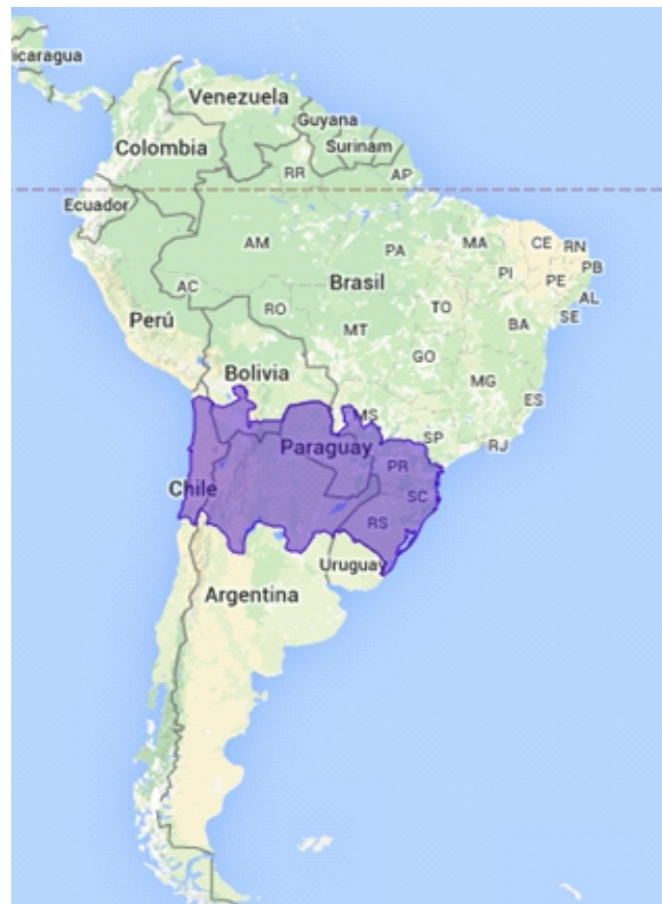 icaragua
Venezuela
Guyana
Colombia
Surinam
RR
AP
Ecuador
AM
PA
MA
CE
RN
PB
PI
PE
AC
Brasil
AL
RO
TO
SE
Perú
MT
BA
GO
Bolivia
MG
ES
MS
SP
RJ
Paraguay
PR
Chile
SC
RS
Uruguay
Argentina